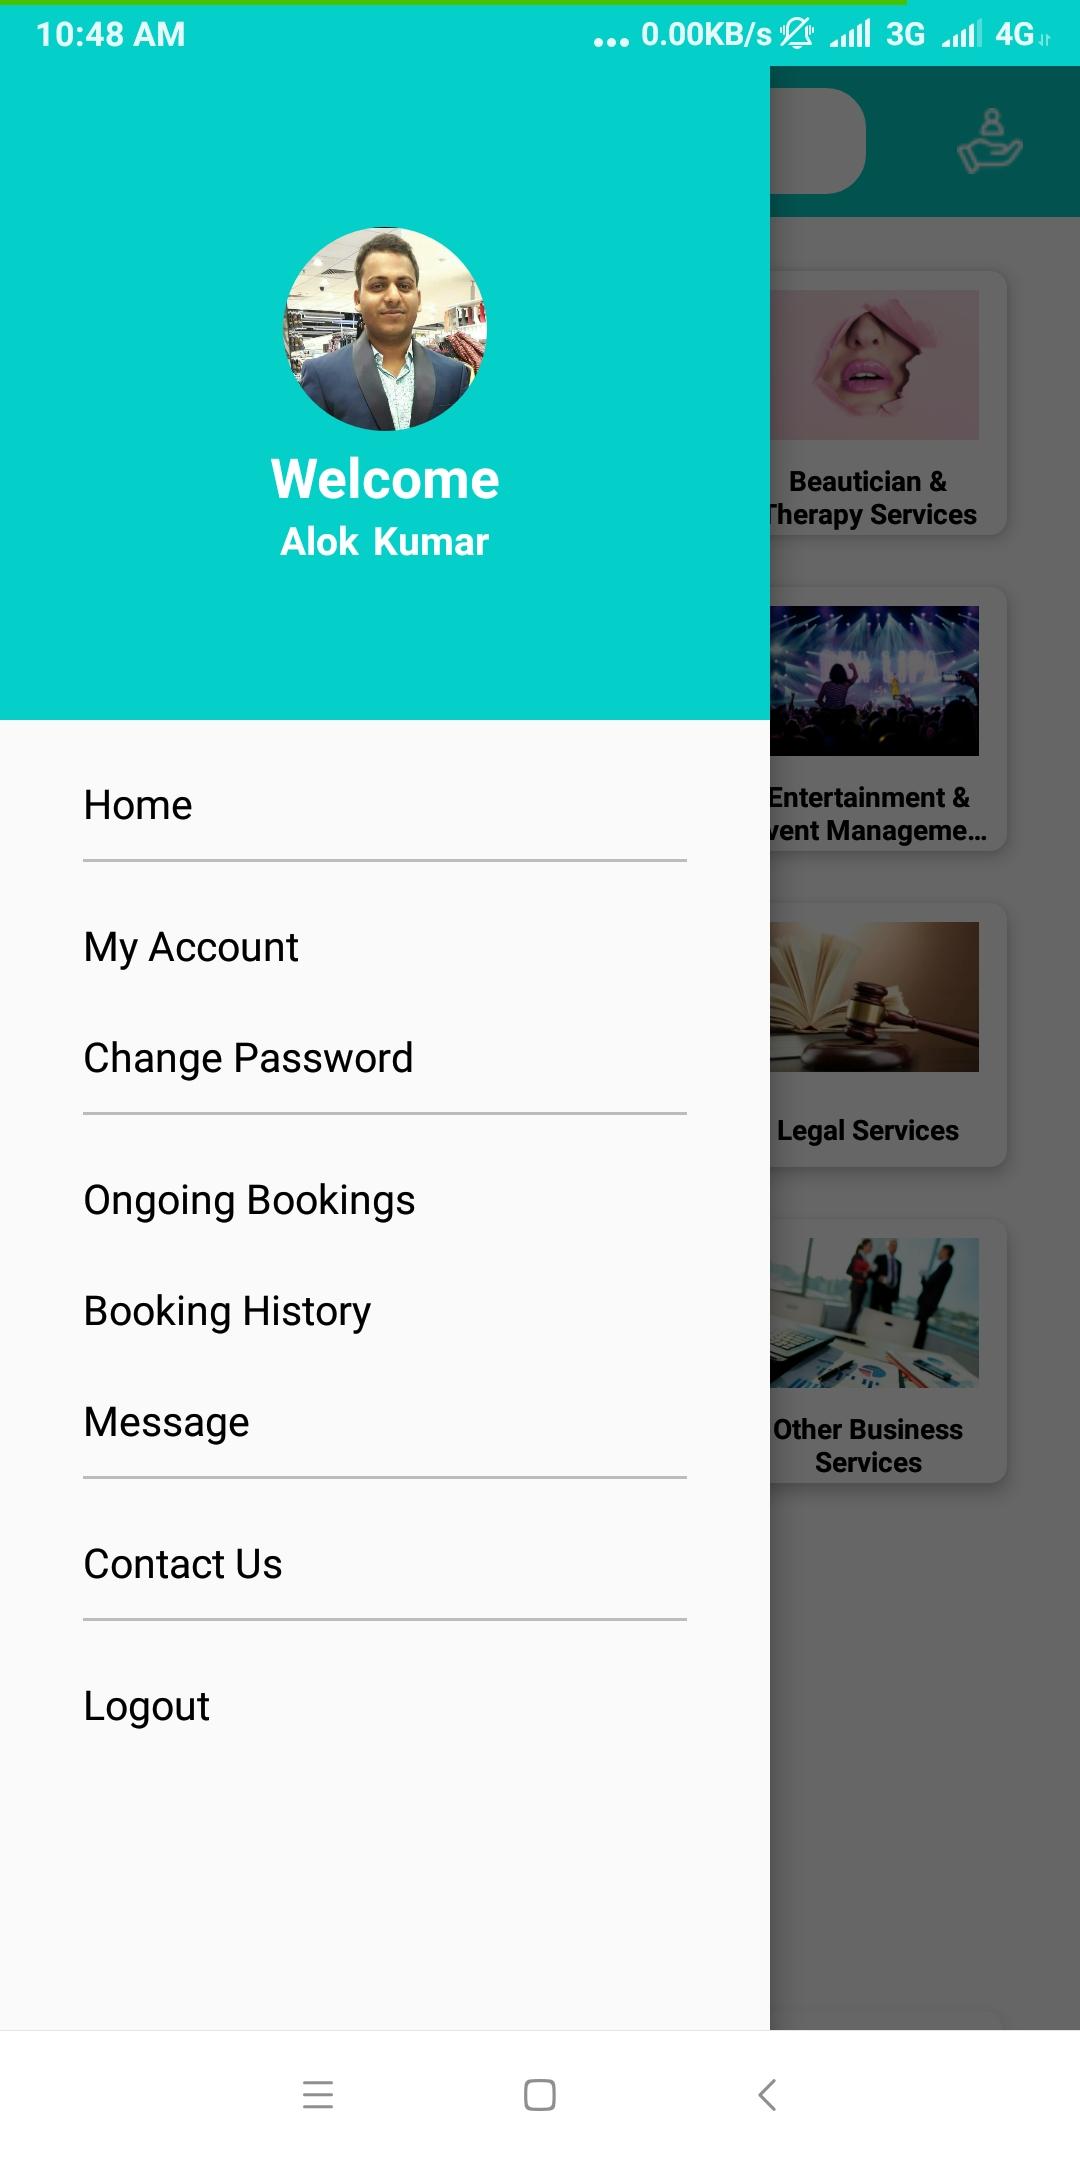 10:48 AM
... 0.00KB/s 3G 4G
Welcome
Alok Kumar
Home
My Account
Change Password
Ongoing Bookings
Booking History
Message
Contact Us
Logout
Beautician &
Therapy Services
Entertainment &
vent Manageme...
Legal Services
Other Business
Services